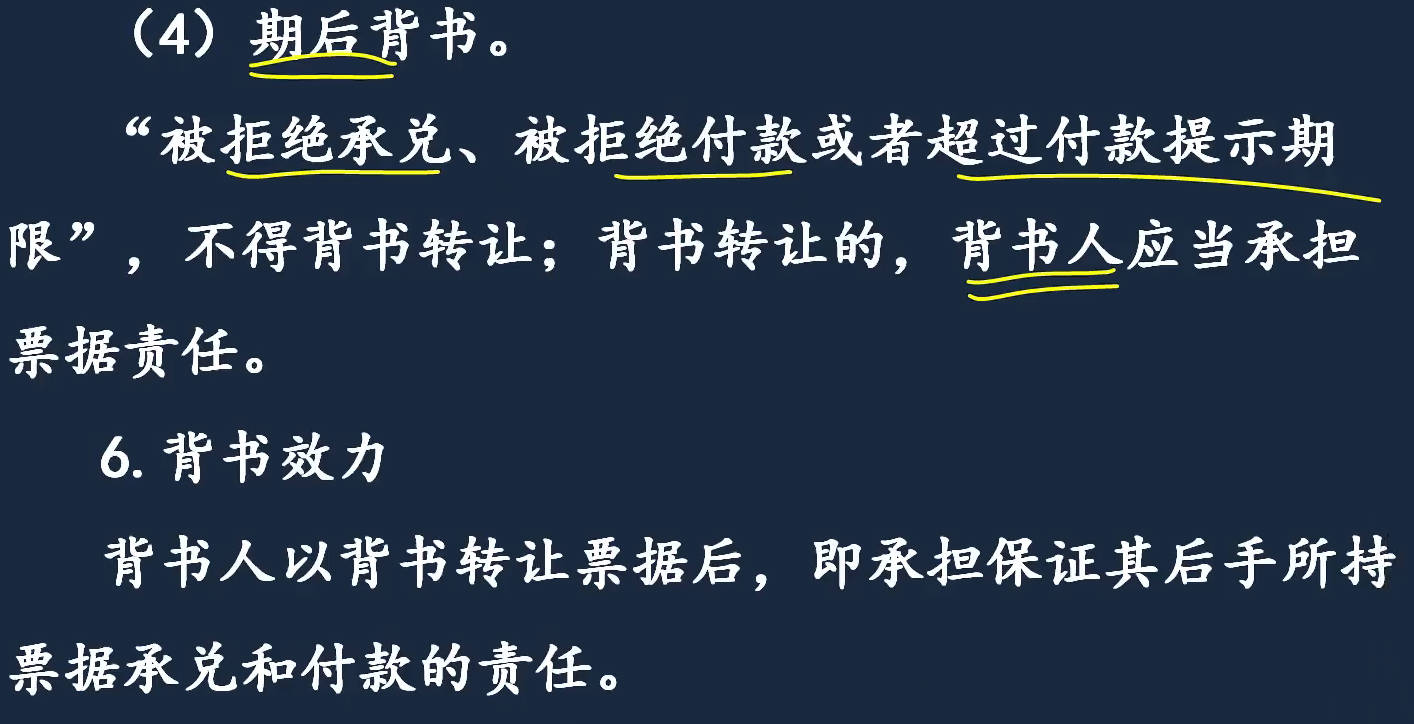 （4）期后背书。
“被拒绝承兑、被拒绝付款或者超过付款提示期
限”，不得背书转让；背书转让的，背书人应当承担
票据责任。
6. 背书效力
背书人以背书转让票据后，即承担保证其后手所持
票据承兑和付款的责任。